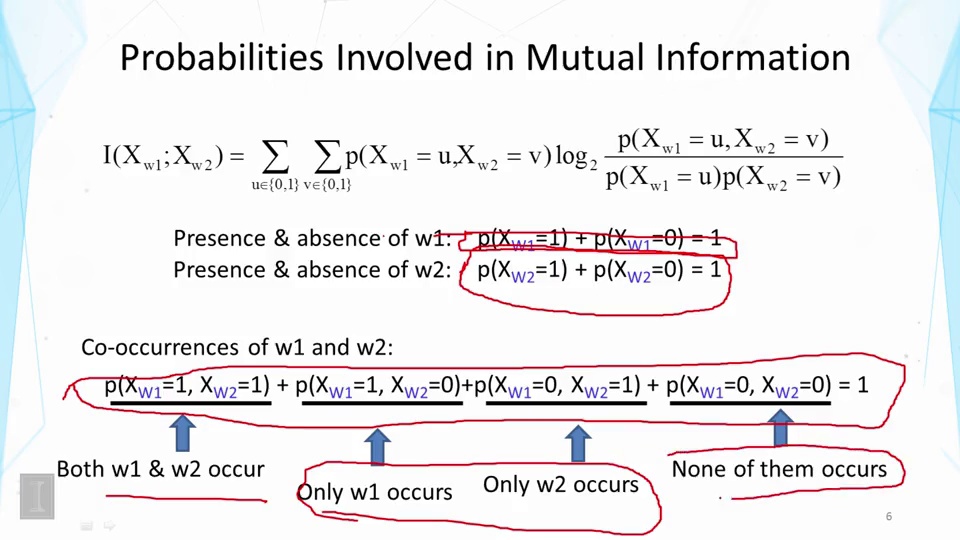 Probabilities Involved in Mutual Information
I(X_{w1};X_{w2}) = ∑_{u∈{0,1}} ∑_{v∈{0,1}} p(X_{w1} = u,X_{w2} = v) log_2 \frac{p(X_{w1} = u, X_{w2} = v)}{p(X_{w1} = u)p(X_{w2} = v)}
Presence & absence of w1: p(X_{W1}=1) + p(X_{W1}=0) = 1
Presence & absence of w2: p(X_{W2}=1) + p(X_{W2}=0) = 1
Co-occurrences of w1 and w2:
p(X_{W1}=1, X_{W2}=1) + p(X_{W1}=1, X_{W2}=0)+p(X_{W1}=0, X_{W2}=1) + p(X_{W1}=0, X_{W2}=0) = 1
Both w1 & w2 occur
Only w1 occurs
Only w2 occurs
None of them occurs
I
6